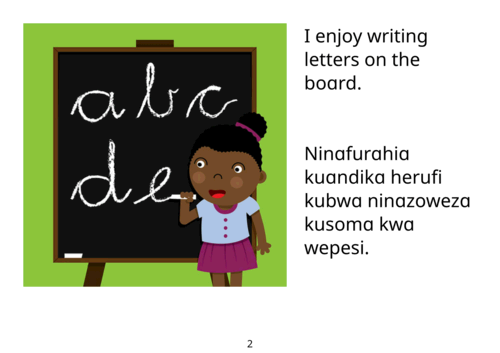 a b c
d e
I enjoy writing
letters on the
board.
Ninafurahia
kuandika herufi
kubwa ninazoweza
kusoma kwa
wepesi.
2